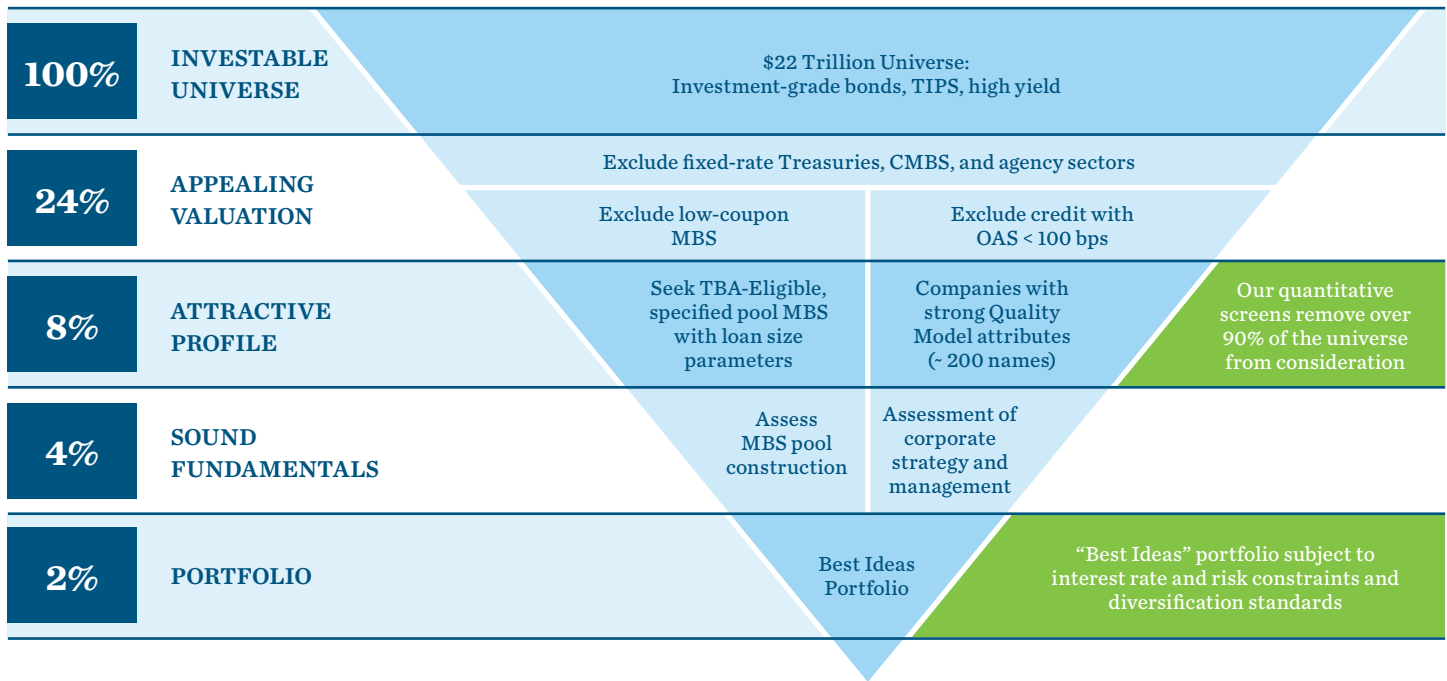 100%
INVESTABLE
UNIVERSE
$22 Trillion Universe:
Investment-grade bonds, TIPS, high yield
24%
APPEALING
VALUATION
Exclude fixed-rate Treasuries, CMBS, and agency sectors
Exclude low-coupon
MBS
Exclude credit with
OAS < 100 bps
8%
ATTRACTIVE
PROFILE
Seek TBA-Eligible,
specified pool MBS
with loan size
parameters
Companies with
strong Quality
Model attributes
(~ 200 names)
Our quantitative
screens remove over
90% of the universe
from consideration
4%
SOUND
FUNDAMENTALS
Assess
MBS pool
construction
Assessment of
corporate
strategy and
management
2%
PORTFOLIO
Best Ideas
Portfolio
“Best Ideas” portfolio subject to
interest rate and risk constraints and
diversification standards